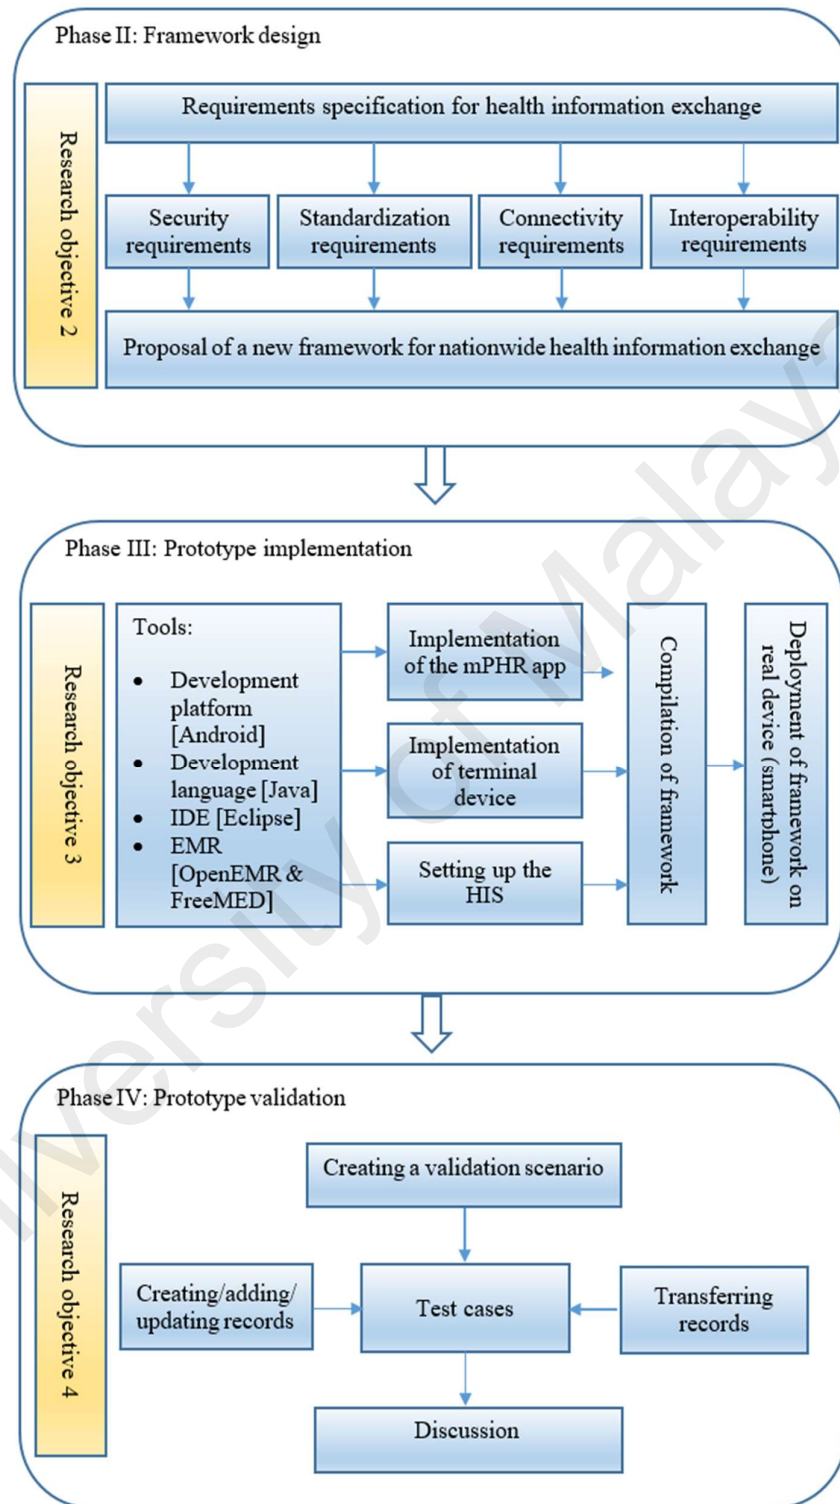 Phase II: Framework design
Research objective 2
Requirements specification for health information exchange
Security
requirements
Standardization
requirements
Connectivity
requirements
Interoperability
requirements
Proposal of a new framework for nationwide health information exchange
Phase III: Prototype implementation
Research objective 3
Tools:
• Development
platform
[Android]
• Development
language [Java]
• IDE [Eclipse]
• EMR
[OpenEMR &
FreeMED]
Implementation
of the mPHR app
Implementation
of terminal
device
Setting up the
HIS
Compilation of framework
Deployment of framework on
real device (smartphone)
Phase IV: Prototype validation
Research objective 4
Creating a validation scenario
Creating/adding/
updating records
Test cases
Transferring
records
Discussion
University of Malaya